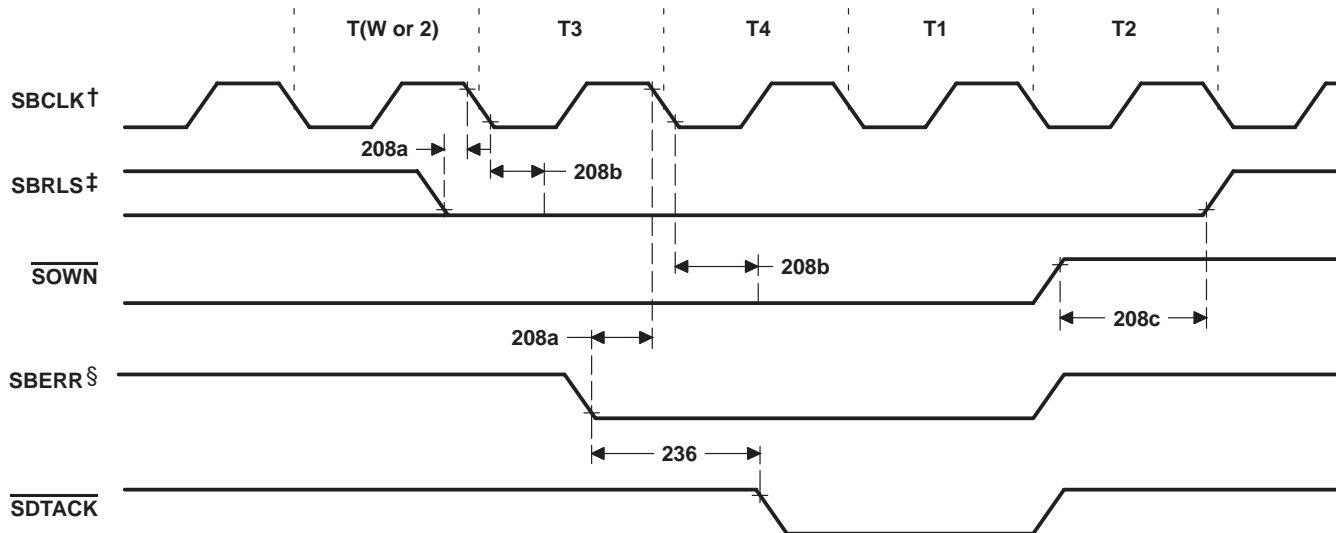 T(W or 2) T3 T4 T1 T2
SBCLK†
208a
208b
SBRLS‡
SOWN
208b
208c
208a
SBERR§
236
SDTACK